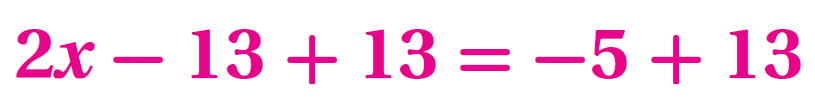 2x − 13 + 13 = −5 + 13